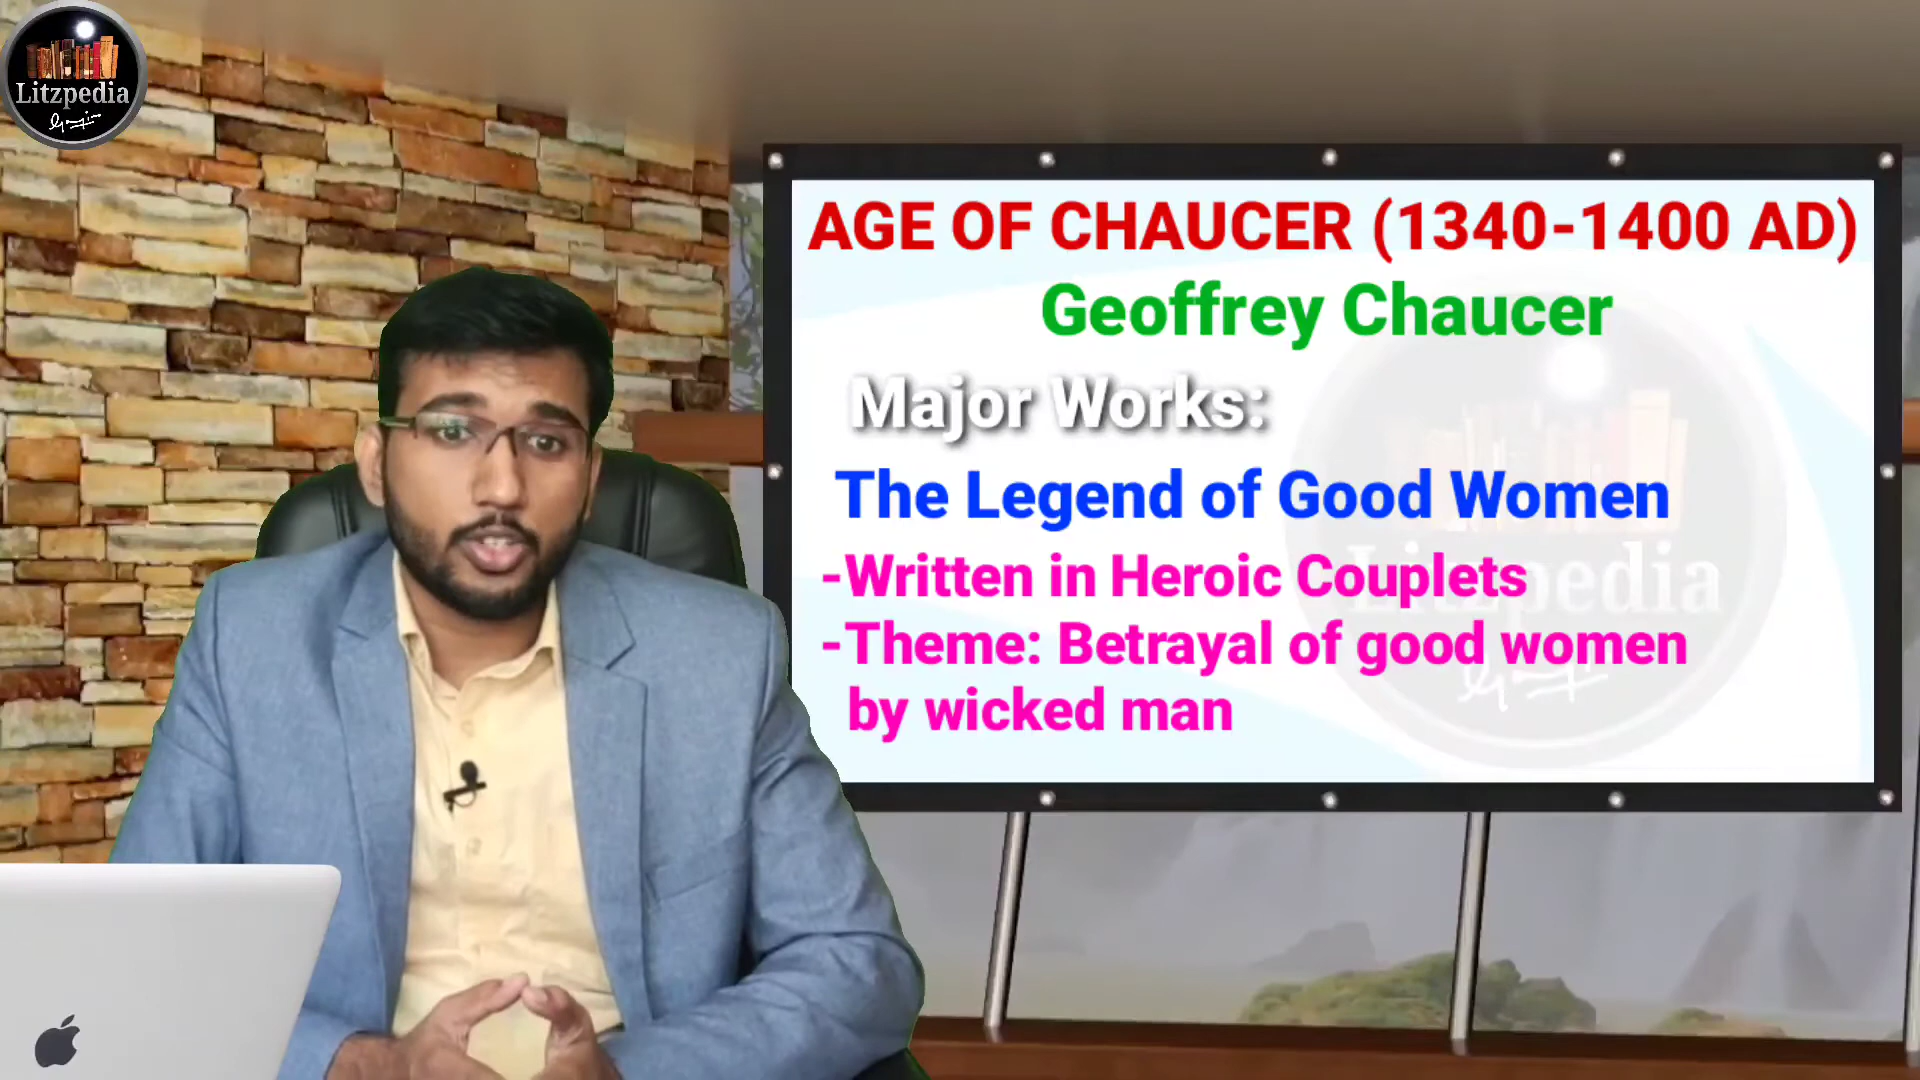 Litzpedia
AGE OF CHAUCER (1340-1400 AD)
Geoffrey Chaucer
Major Works:
The Legend of Good Women
-Written in Heroic Couplets
-Theme: Betrayal of good women
by wicked man
Litzpedia